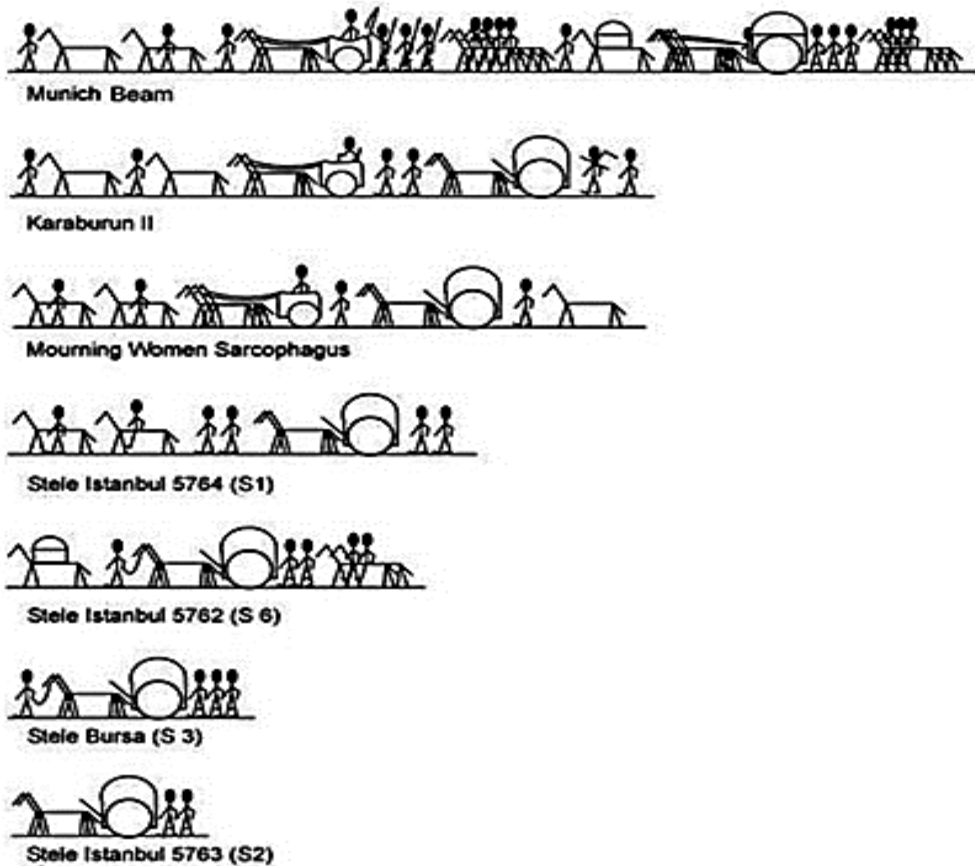 Munich Beam
Karaburun II
Mourning Women Sarcophagus
Stele Istanbul 5764 (S1)
Stele Istanbul 5762 (S 6)
Stele Bursa (S 3)
Stele Istanbul 5763 (S2)